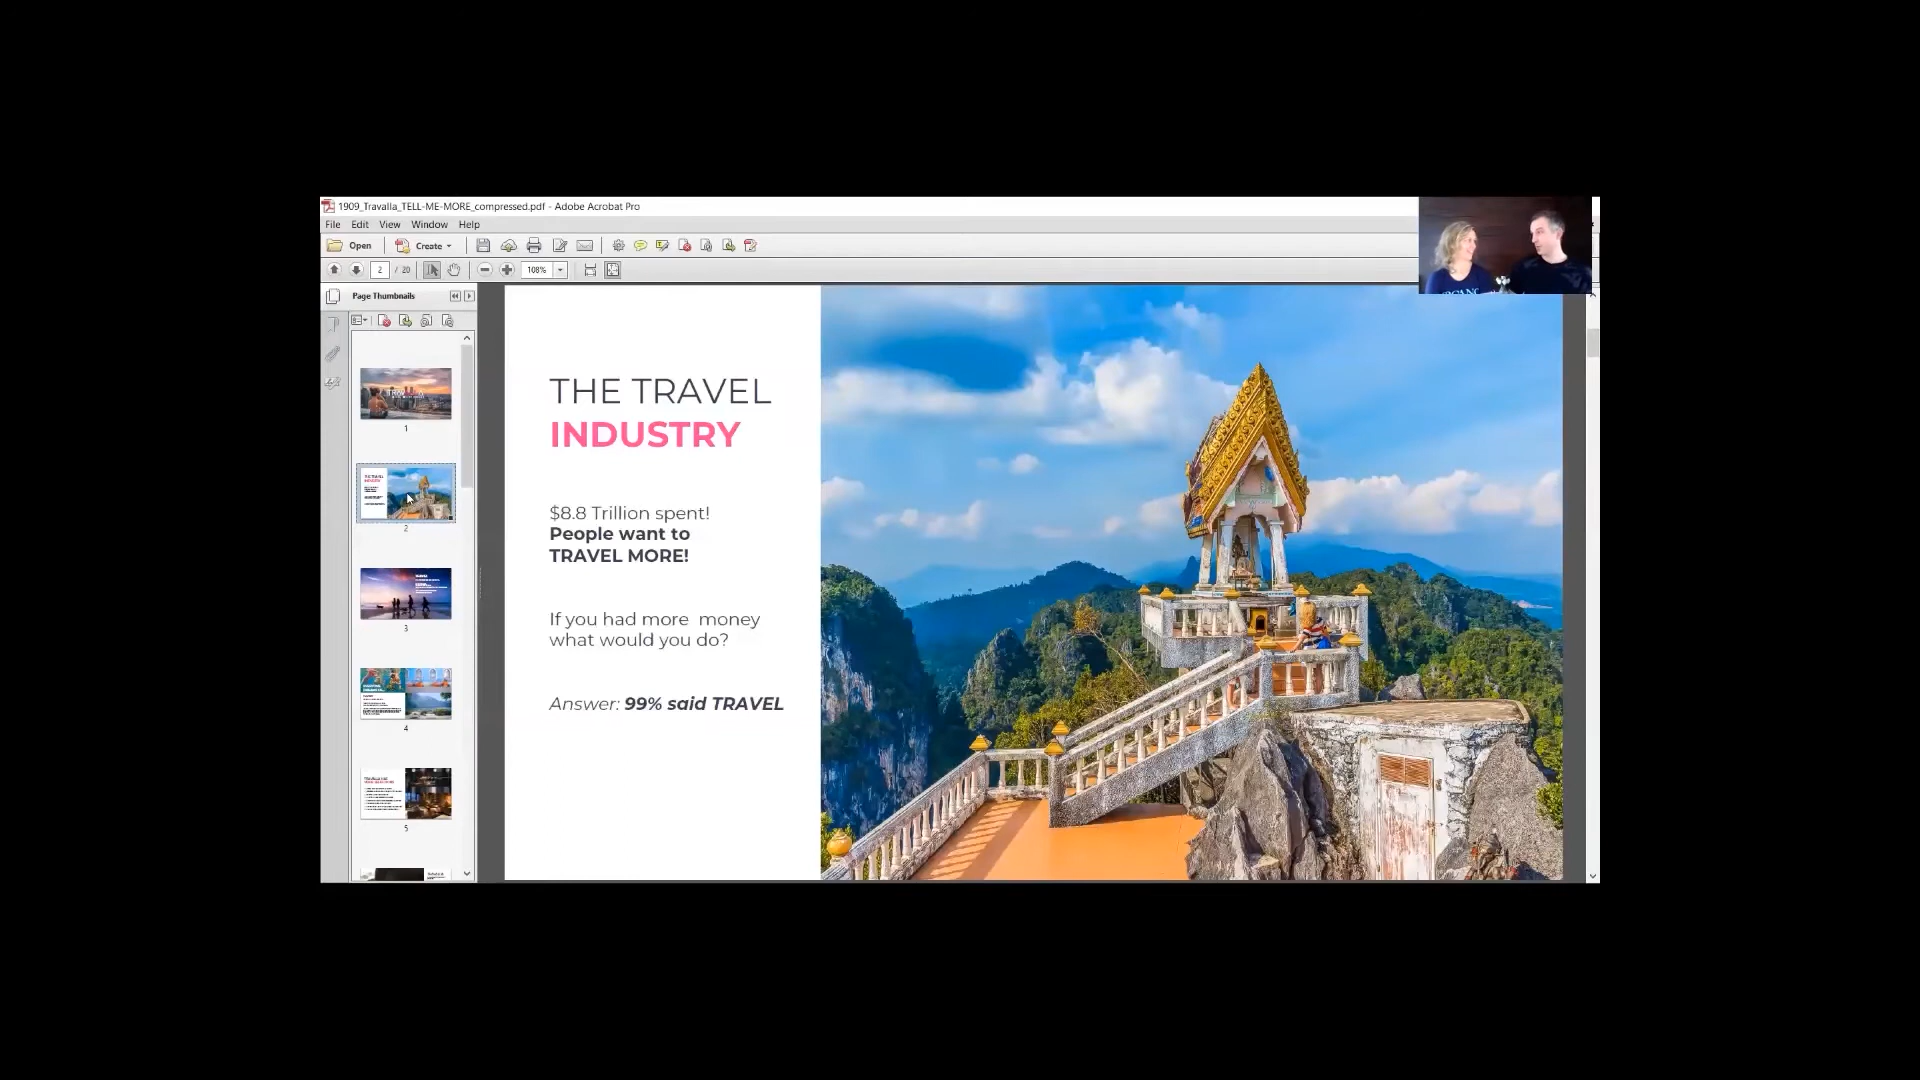 1909_Travalla_TELL-ME-MORE_compressed.pdf - Adobe Acrobat Pro
File Edit View Window Help
Open Create
2 / 20 108%
Page Thumbnails
1
2
3
4
5
THE TRAVEL
INDUSTRY
$8.8 Trillion spent!
People want to
TRAVEL MORE!
If you had more money
what would you do?
Answer: 99% said TRAVEL